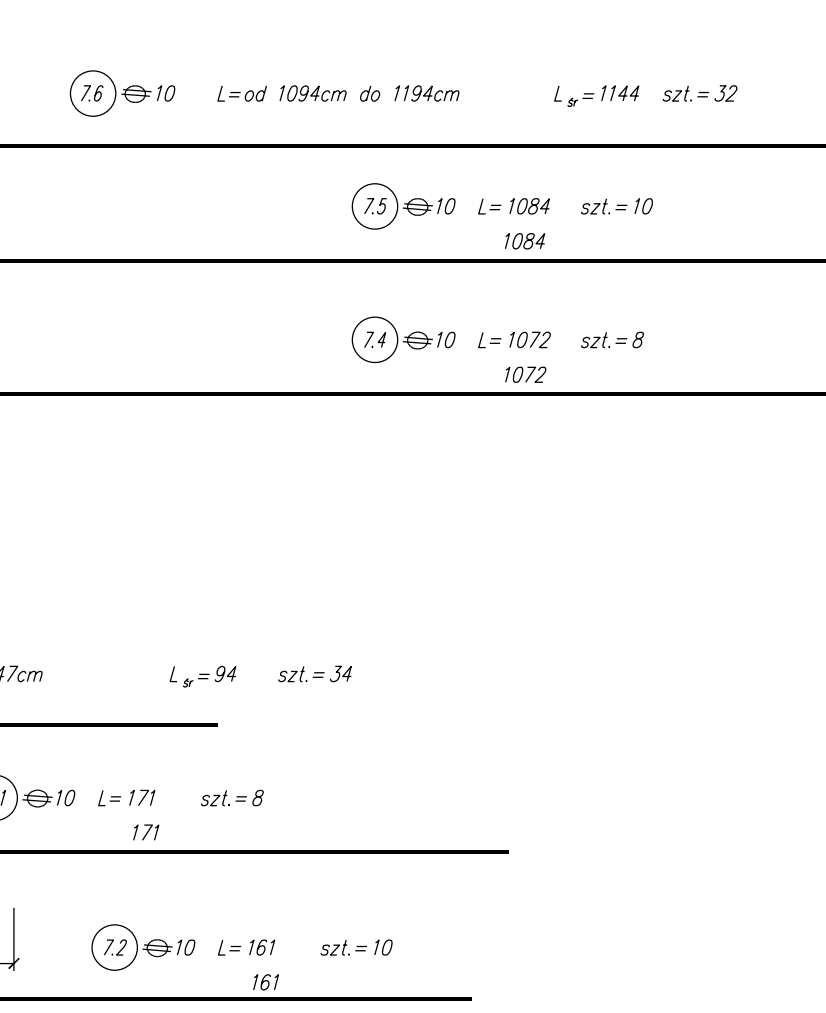 7.6 10 L=od 1094cm do 1194cm L śr = 1144 szt.= 32
7.5 10 L= 1084 szt.= 10
1084
7.4 10 L= 1072 szt.= 8
1072
47cm L śr = 94 szt.= 34
1 10 L= 171 szt.= 8
171
7.2 10 L= 161 szt.= 10
161